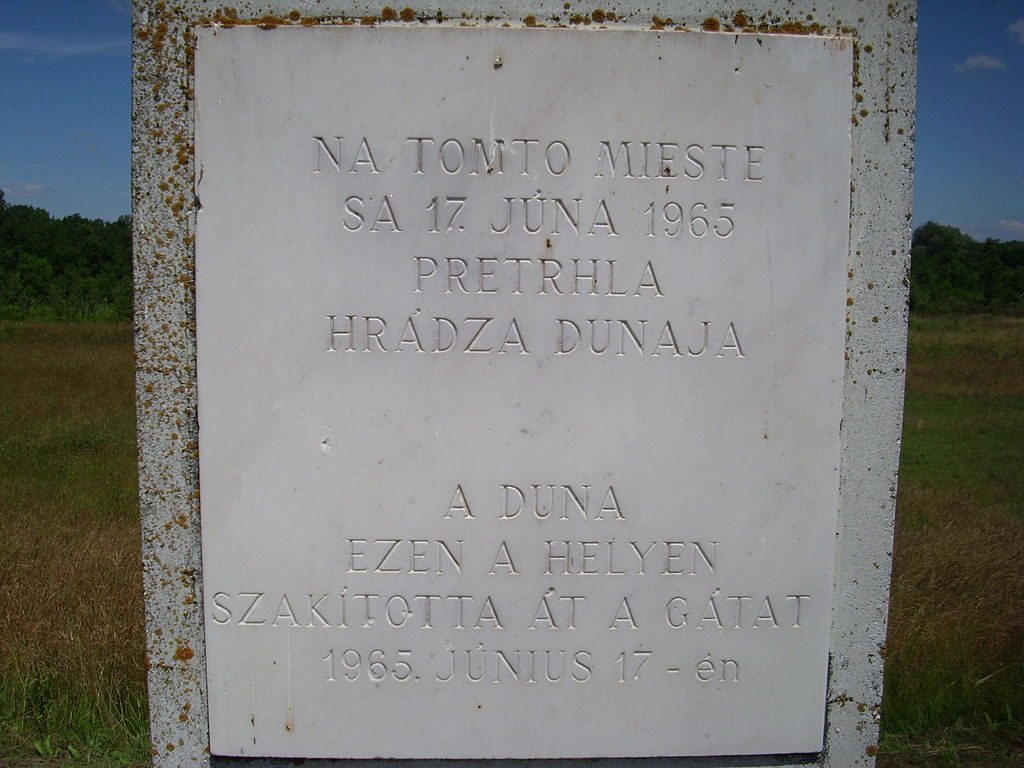 NA TOMTO MIESTE
SA 17. JÚNA 1965
PRETRHLA
HRÁDZA DUNAJA
A DUNA
EZEN A HELYEN
SZAKÍTOTTA ÁT A GÁTAT
1965. JÚNIUS 17 - én